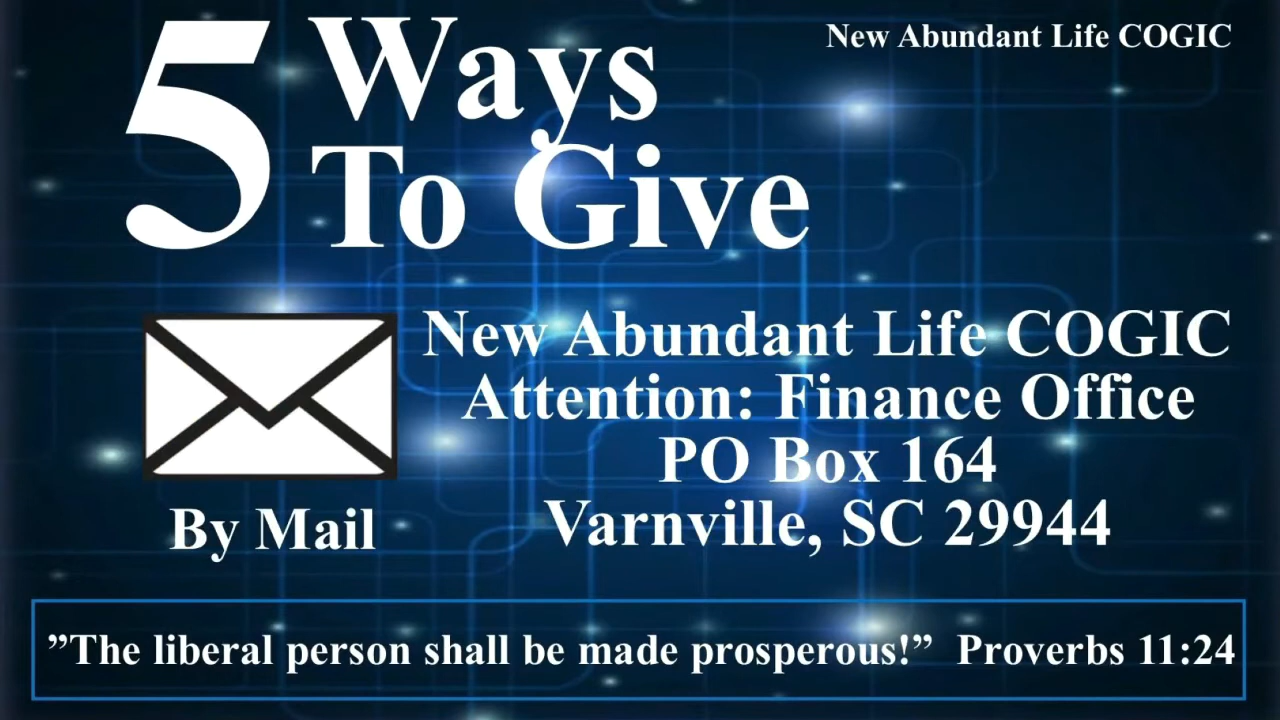 5 Ways
To Give
New Abundant Life COGIC
New Abundant Life COGIC
Attention: Finance Office
PO Box 164
Varnville, SC 29944
By Mail
”The liberal person shall be made prosperous!” Proverbs 11:24